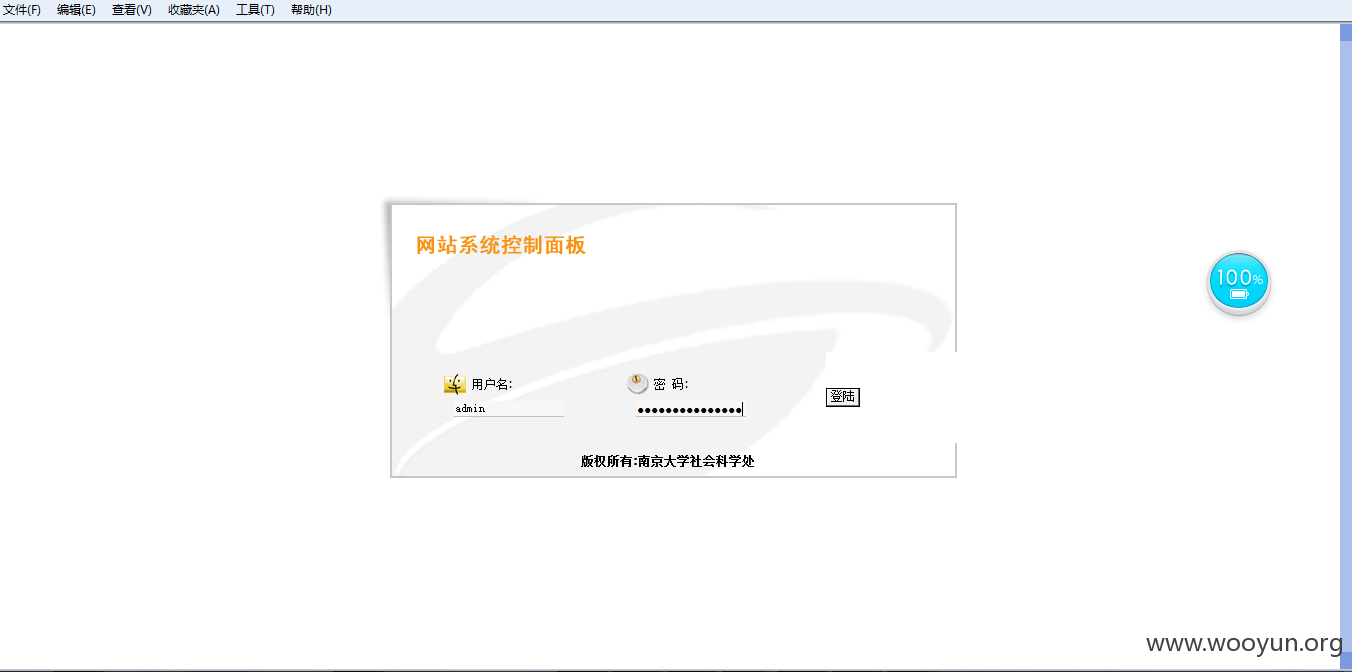 文件(F) 编辑(E) 查看(V) 收藏夹(A) 工具(T) 帮助(H)
网站系统控制面板
100%
用户名: 密 码:
admin ●●●●●●●●●●●●●●●
登陆
版权所有:南京大学社会科学处
www.wooyun.org